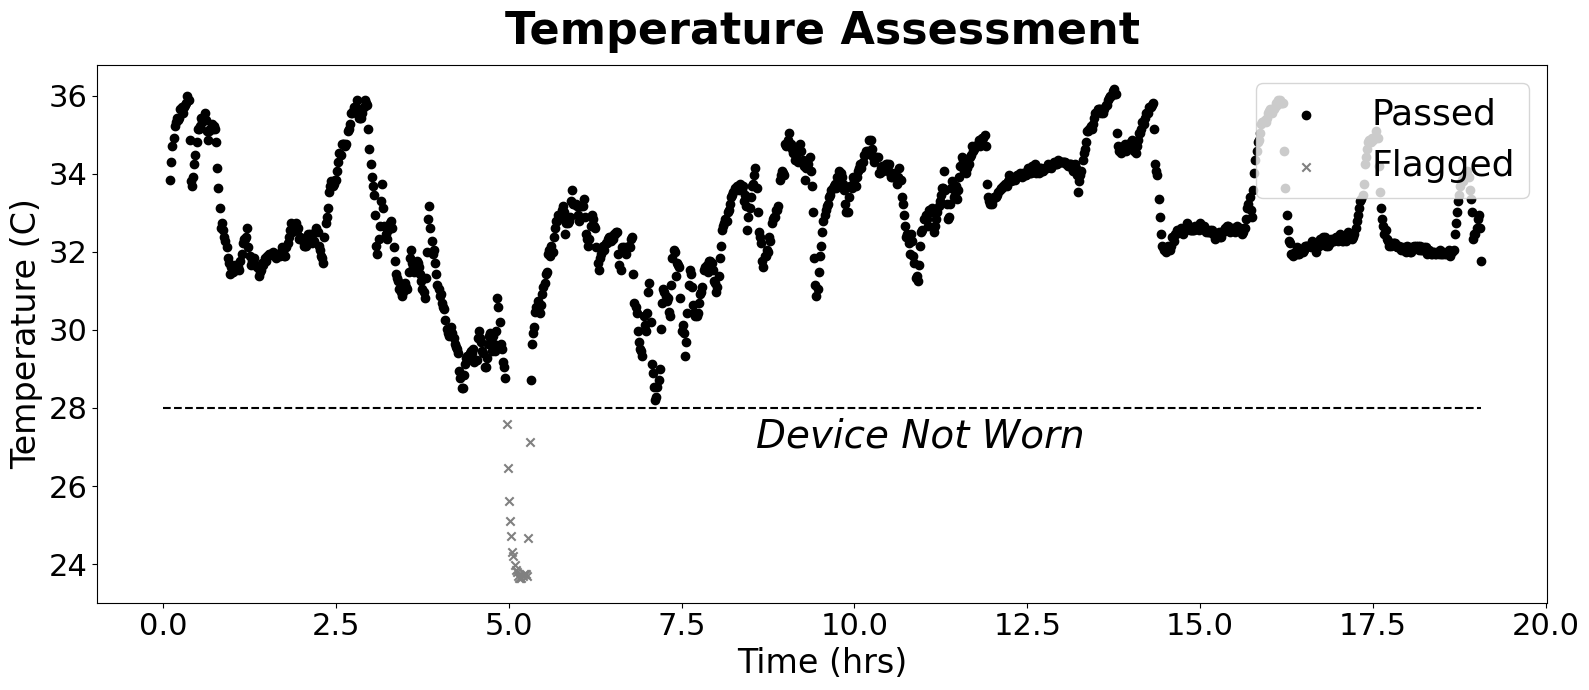 Temperature Assessment
Temperature (C)
36
34
32
30
28
26
24
Passed
Flagged
Device Not Worn
0.0 2.5 5.0 7.5 10.0 12.5 15.0 17.5 20.0
Time (hrs)